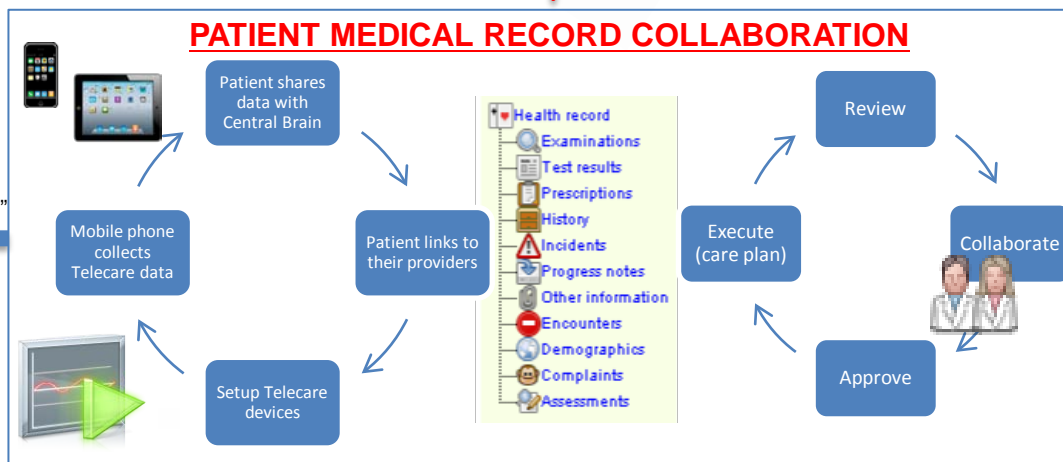 PATIENT MEDICAL RECORD COLLABORATION
Patient shares
data with
Central Brain
Patient links to
their providers
Setup Telecare
devices
Mobile phone
collects
Telecare data
”
Health record
Examinations
Test results
Prescriptions
History
Incidents
Progress notes
Other information
Encounters
Demographics
Complaints
Assessments
Review
Collaborate
Approve
Execute
(care plan)